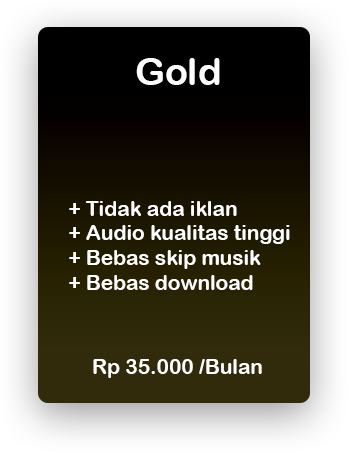 Gold
+ Tidak ada iklan
+ Audio kualitas tinggi
+ Bebas skip musik
+ Bebas download
Rp 35.000 /Bulan